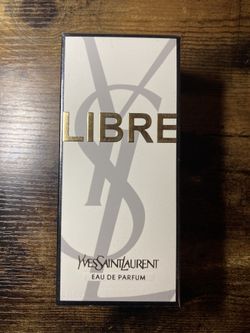 LIBRE
YVESSAINTLAURENT
EAU DE PARFUM